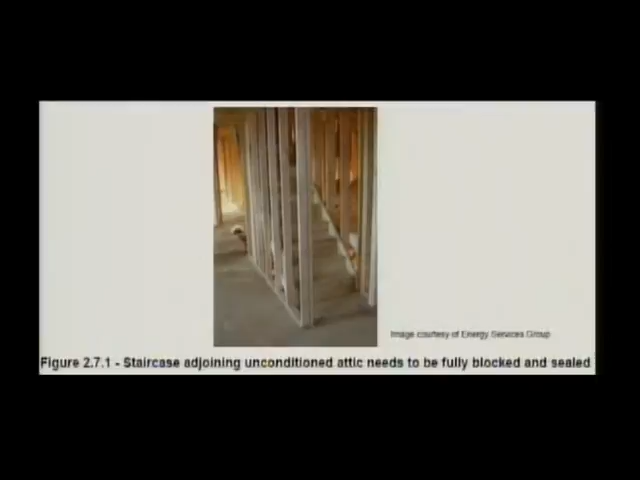 Image courtesy of Energy Services Group
Figure 2.7.1 - Staircase adjoining unconditioned attic needs to be fully blocked and sealed